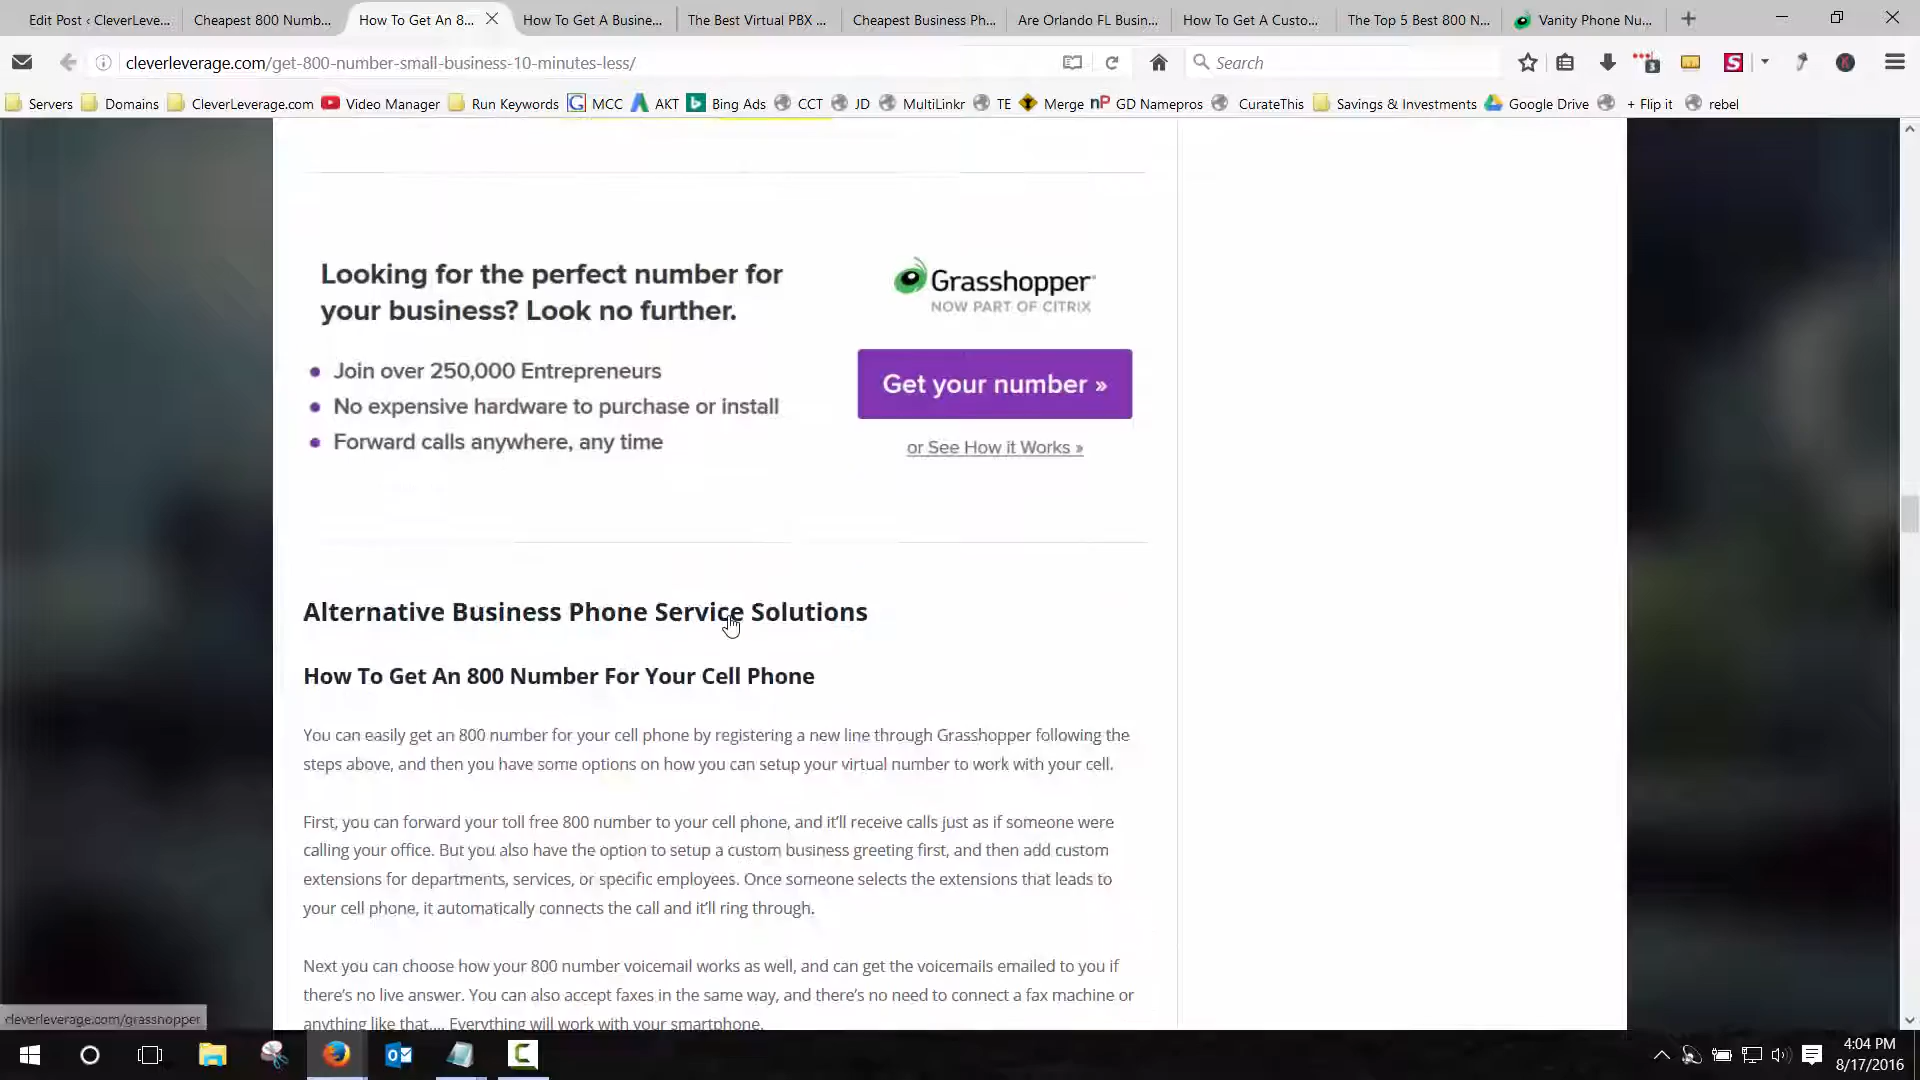 Edit Post ‹ CleverLeve...
Cheapest 800 Numb...
How To Get An 8...
How To Get A Busine...
The Best Virtual PBX ...
Cheapest Business Ph...
Are Orlando FL Busin...
How To Get A Custo...
The Top 5 Best 800 N...
Vanity Phone Nu...
cleverleverage.com/get-800-number-small-business-10-minutes-less/
Search
3
S
K
Servers
Domains
CleverLeverage.com
Video Manager
Run Keywords
G MCC
AKT
Bing Ads
CCT
JD
MultiLinkr
TE
Merge
nP GD Namepros
CurateThis
Savings & Investments
Google Drive
+ Flip it
rebel
Looking for the perfect number for
your business? Look no further.
Join over 250,000 Entrepreneurs
No expensive hardware to purchase or install
Forward calls anywhere, any time
Grasshopper
NOW PART OF CITRIX
Get your number »
or See How it Works »
Alternative Business Phone Service Solutions
How To Get An 800 Number For Your Cell Phone
You can easily get an 800 number for your cell phone by registering a new line through Grasshopper following the
steps above, and then you have some options on how you can setup your virtual number to work with your cell.
First, you can forward your toll free 800 number to your cell phone, and it’ll receive calls just as if someone were
calling your office. But you also have the option to setup a custom business greeting first, and then add custom
extensions for departments, services, or specific employees. Once someone selects the extensions that leads to
your cell phone, it automatically connects the call and it’ll ring through.
Next you can choose how your 800 number voicemail works as well, and can get the voicemails emailed to you if
there’s no live answer. You can also accept faxes in the same way, and there’s no need to connect a fax machine or
anything like that.... Everything will work with your smartphone.
cleverleverage.com/grasshopper
4:04 PM
8/17/2016